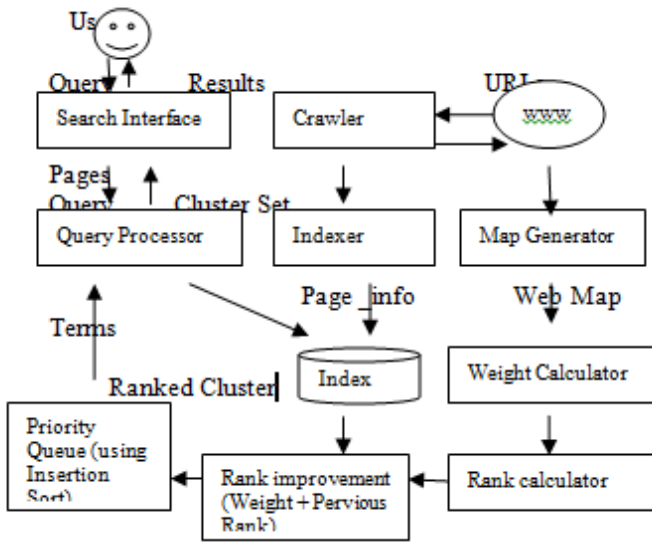 Us
Quer
Results
URL
Search Interface
Crawler
www
Pages
Query
Cluster Set
Query Processor
Indexer
Map Generator
Page _info
Web Map
Terms
Ranked Cluster
Index
Weight Calculator
Priority
Queue (using
Insertion
Sort)
Rank improvement
(Weight + Pervious
Rank)
Rank calculator